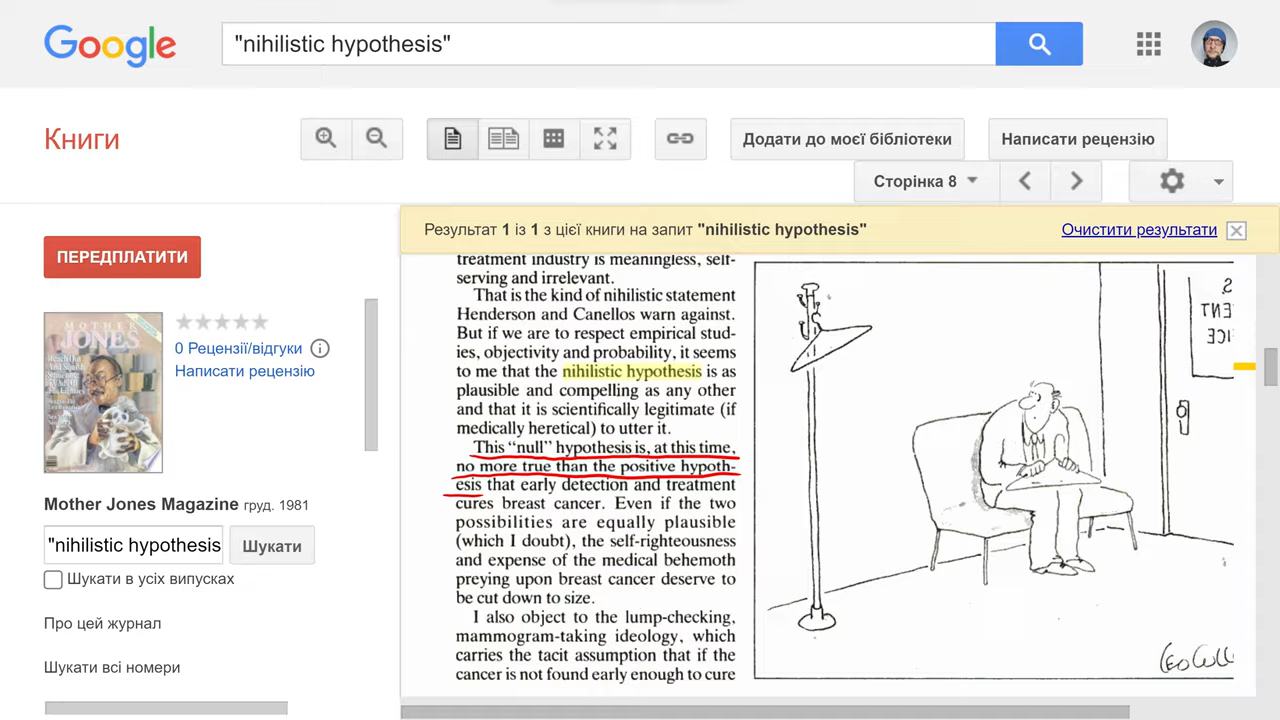 Google
"nihilistic hypothesis"
Книги
Додати до моєї бібліотеки
Написати рецензію
Сторінка 8
Результат 1 із 1 з цієї книги на запит "nihilistic hypothesis"
Очистити результати
ПЕРЕДПЛАТИТИ
MOTHER
JONES
0 Рецензії/відгуки
Написати рецензію
Mother Jones Magazine груд. 1981
"nihilistic hypothesis
Шукати
Шукати в усіх випусках
Про цей журнал
Шукати всі номери
treatment industry is meaningless, self-
serving and irrelevant.
That is the kind of nihilistic statement
Henderson and Canellos warn against.
But if we are to respect empirical stud-
ies, objectivity and probability, it seems
to me that the nihilistic hypothesis is as
plausible and compelling as any other
and that it is scientifically legitimate (if
medically heretical) to utter it.
This “null” hypothesis is, at this time,
no more true than the positive hypoth-
esis that early detection and treatment
cures breast cancer. Even if the two
possibilities are equally plausible
(which I doubt), the self-righteousness
and expense of the medical behemoth
preying upon breast cancer deserve to
be cut down to size.
I also object to the lump-checking,
mammogram-taking ideology, which
carries the tacit assumption that if the
cancer is not found early enough to cure